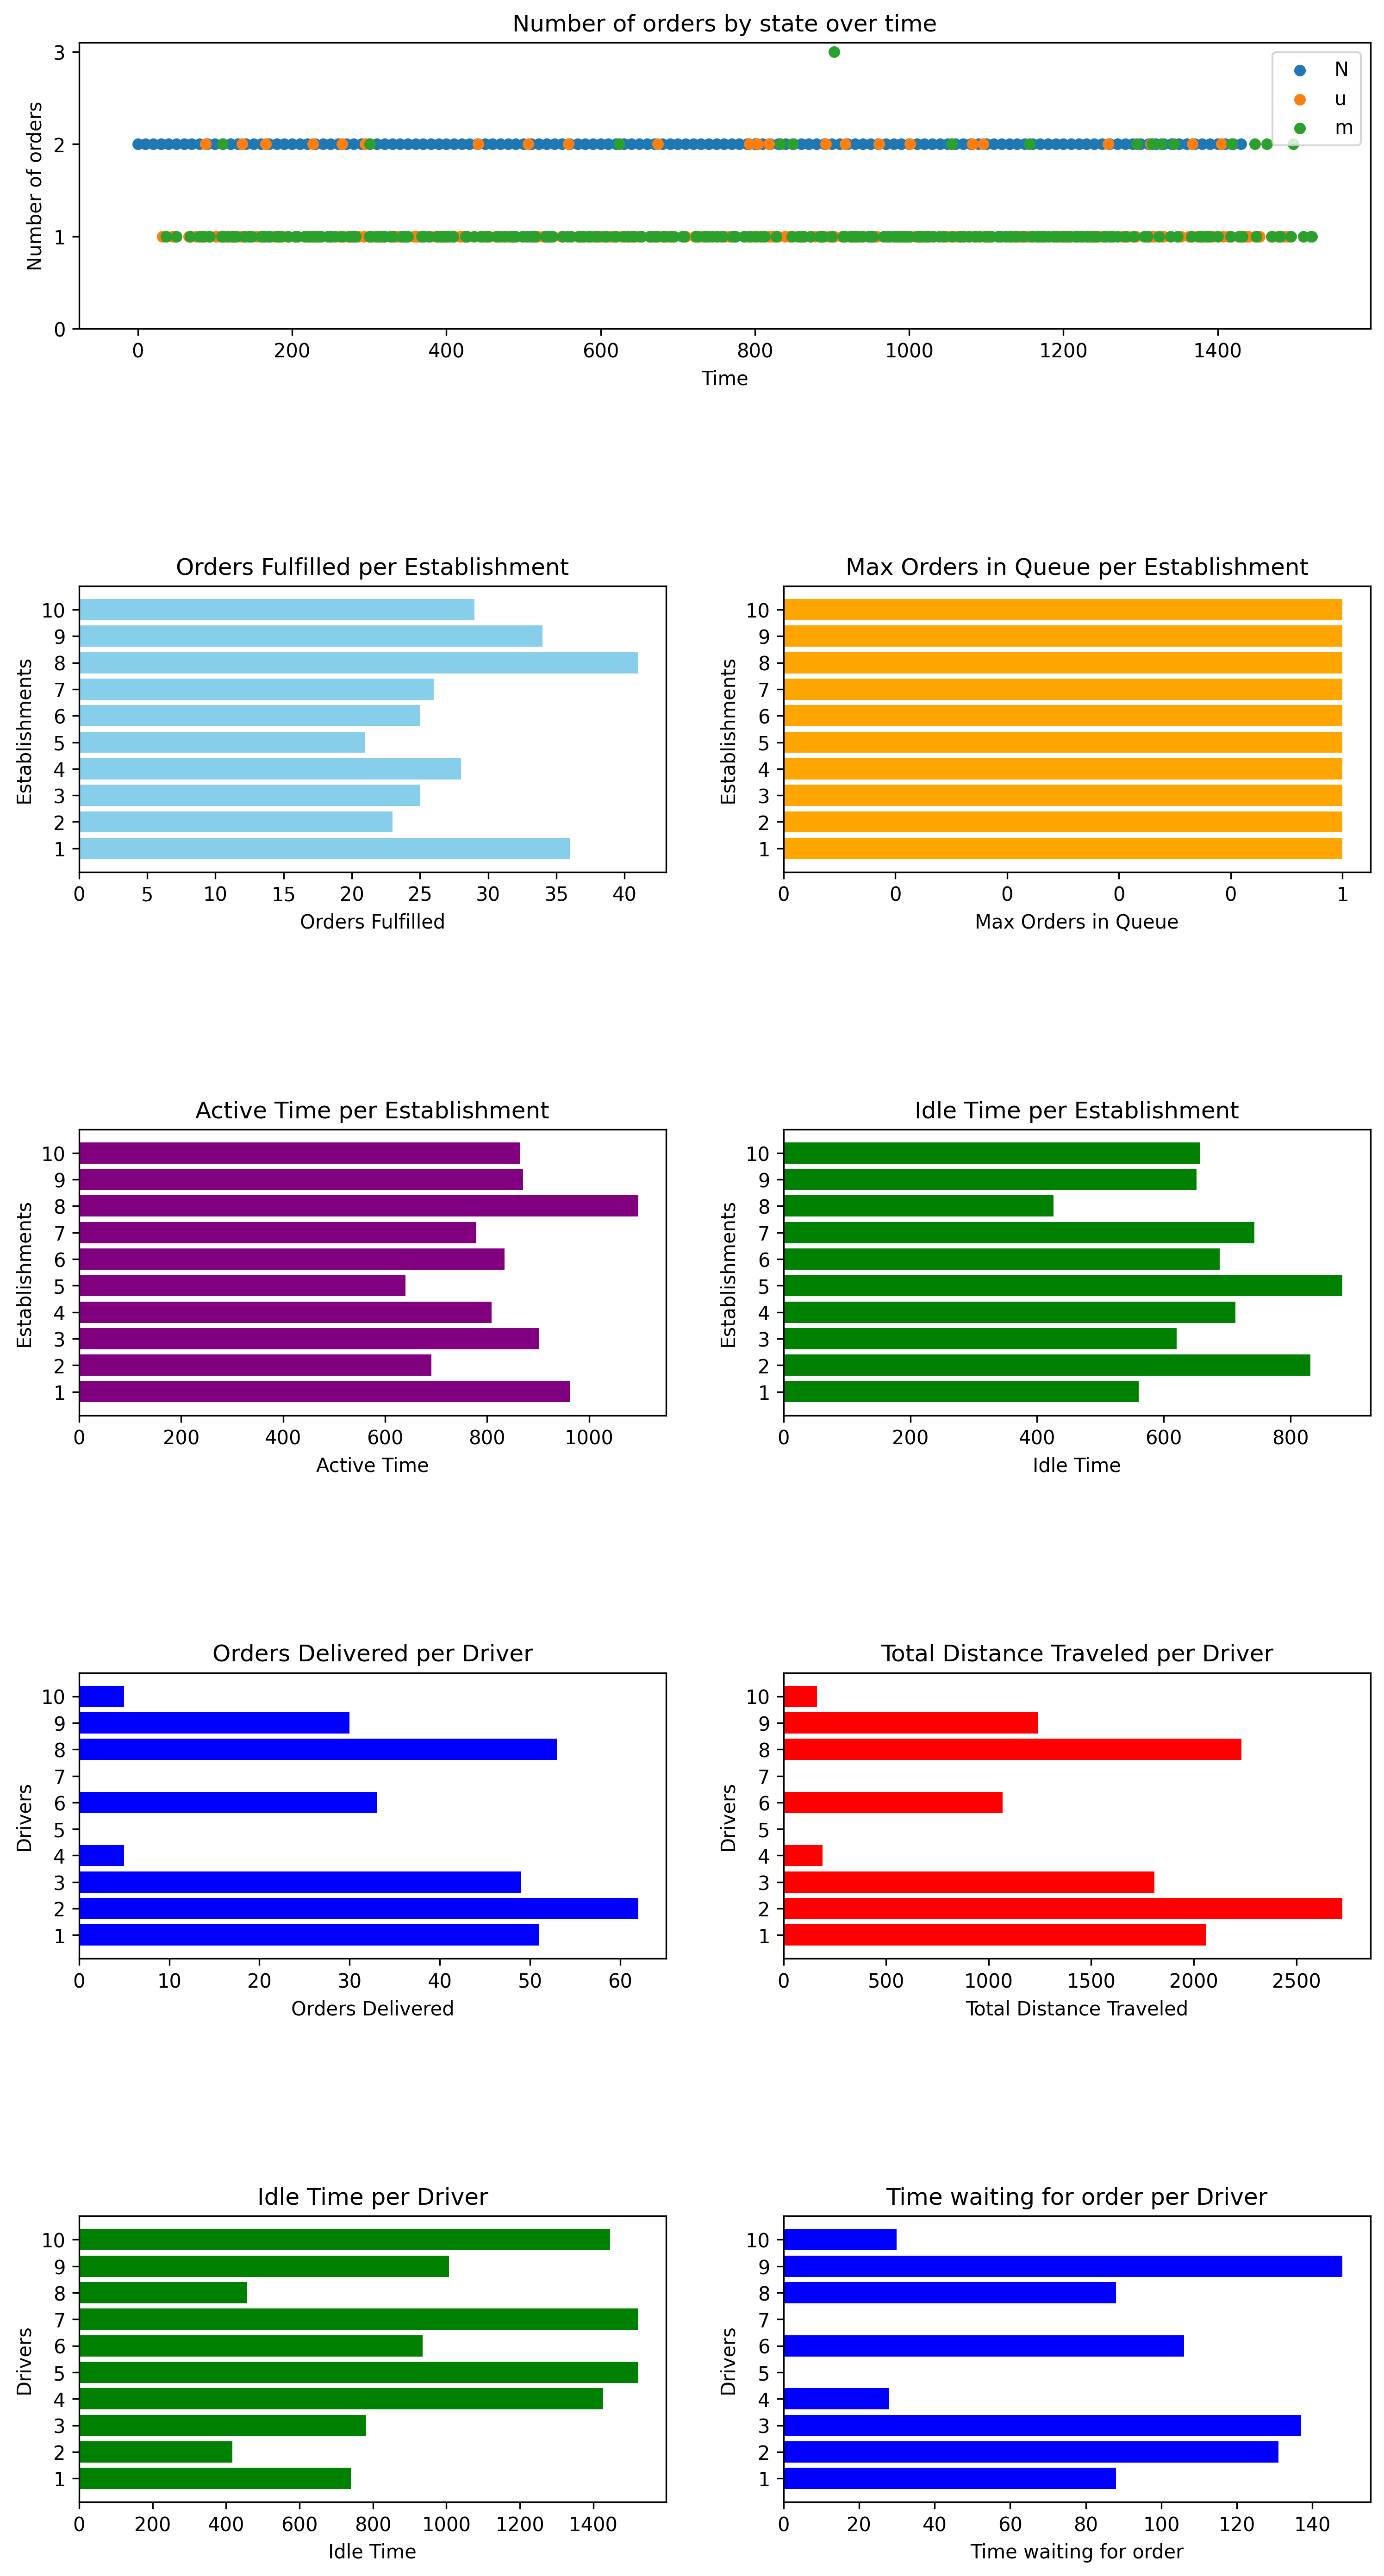 Number of orders by state over time
Number of orders
3
2
1
0
N
u
m
0 200 400 600 800 1000 1200 1400
Time
Orders Fulfilled per Establishment
Establishments
10
9
8
7
6
5
4
3
2
1
0 5 10 15 20 25 30 35 40
Orders Fulfilled
Max Orders in Queue per Establishment
Establishments
10
9
8
7
6
5
4
3
2
1
0 0 0 0 0 1
Max Orders in Queue
Active Time per Establishment
Establishments
10
9
8
7
6
5
4
3
2
1
0 200 400 600 800 1000
Active Time
Idle Time per Establishment
Establishments
10
9
8
7
6
5
4
3
2
1
0 200 400 600 800
Idle Time
Orders Delivered per Driver
Drivers
10
9
8
7
6
5
4
3
2
1
0 10 20 30 40 50 60
Orders Delivered
Total Distance Traveled per Driver
Drivers
10
9
8
7
6
5
4
3
2
1
0 500 1000 1500 2000 2500
Total Distance Traveled
Idle Time per Driver
Drivers
10
9
8
7
6
5
4
3
2
1
0 200 400 600 800 1000 1200 1400
Idle Time
Time waiting for order per Driver
Drivers
10
9
8
7
6
5
4
3
2
1
0 20 40 60 80 100 120 140
Time waiting for order